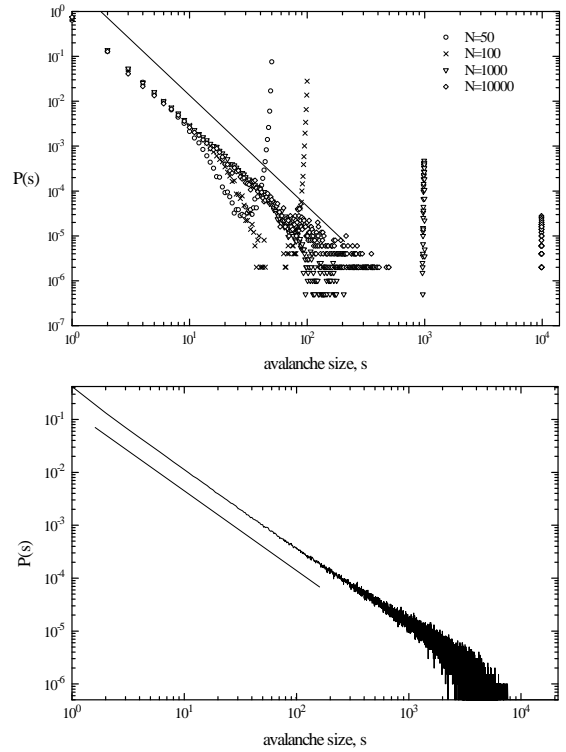 10^0
10^-1
10^-2
10^-3
10^-4
10^-5
10^-6
10^-7
P(s)
N=50
N=100
N=1000
N=10000
10^0 10^1 10^2 10^3 10^4
avalanche size, s
10^-1
10^-2
10^-3
10^-4
10^-5
10^-6
P(s)
10^0 10^1 10^2 10^3 10^4
avalanche size, s